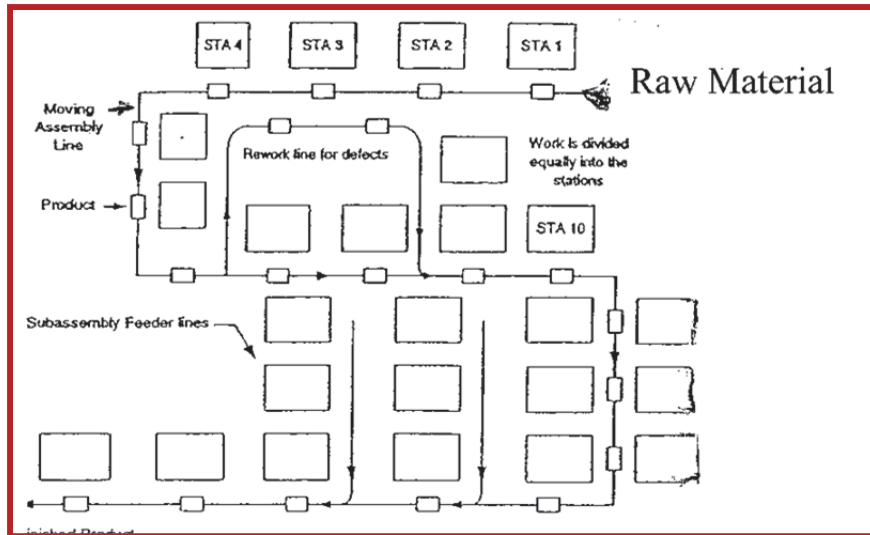 STA 4
STA 3
STA 2
STA 1
Raw Material
Moving
Assembly
Line
Rework line for defects
Work is divided
equally into the
stations
Product
STA 10
Subassembly Feeder lines
Product